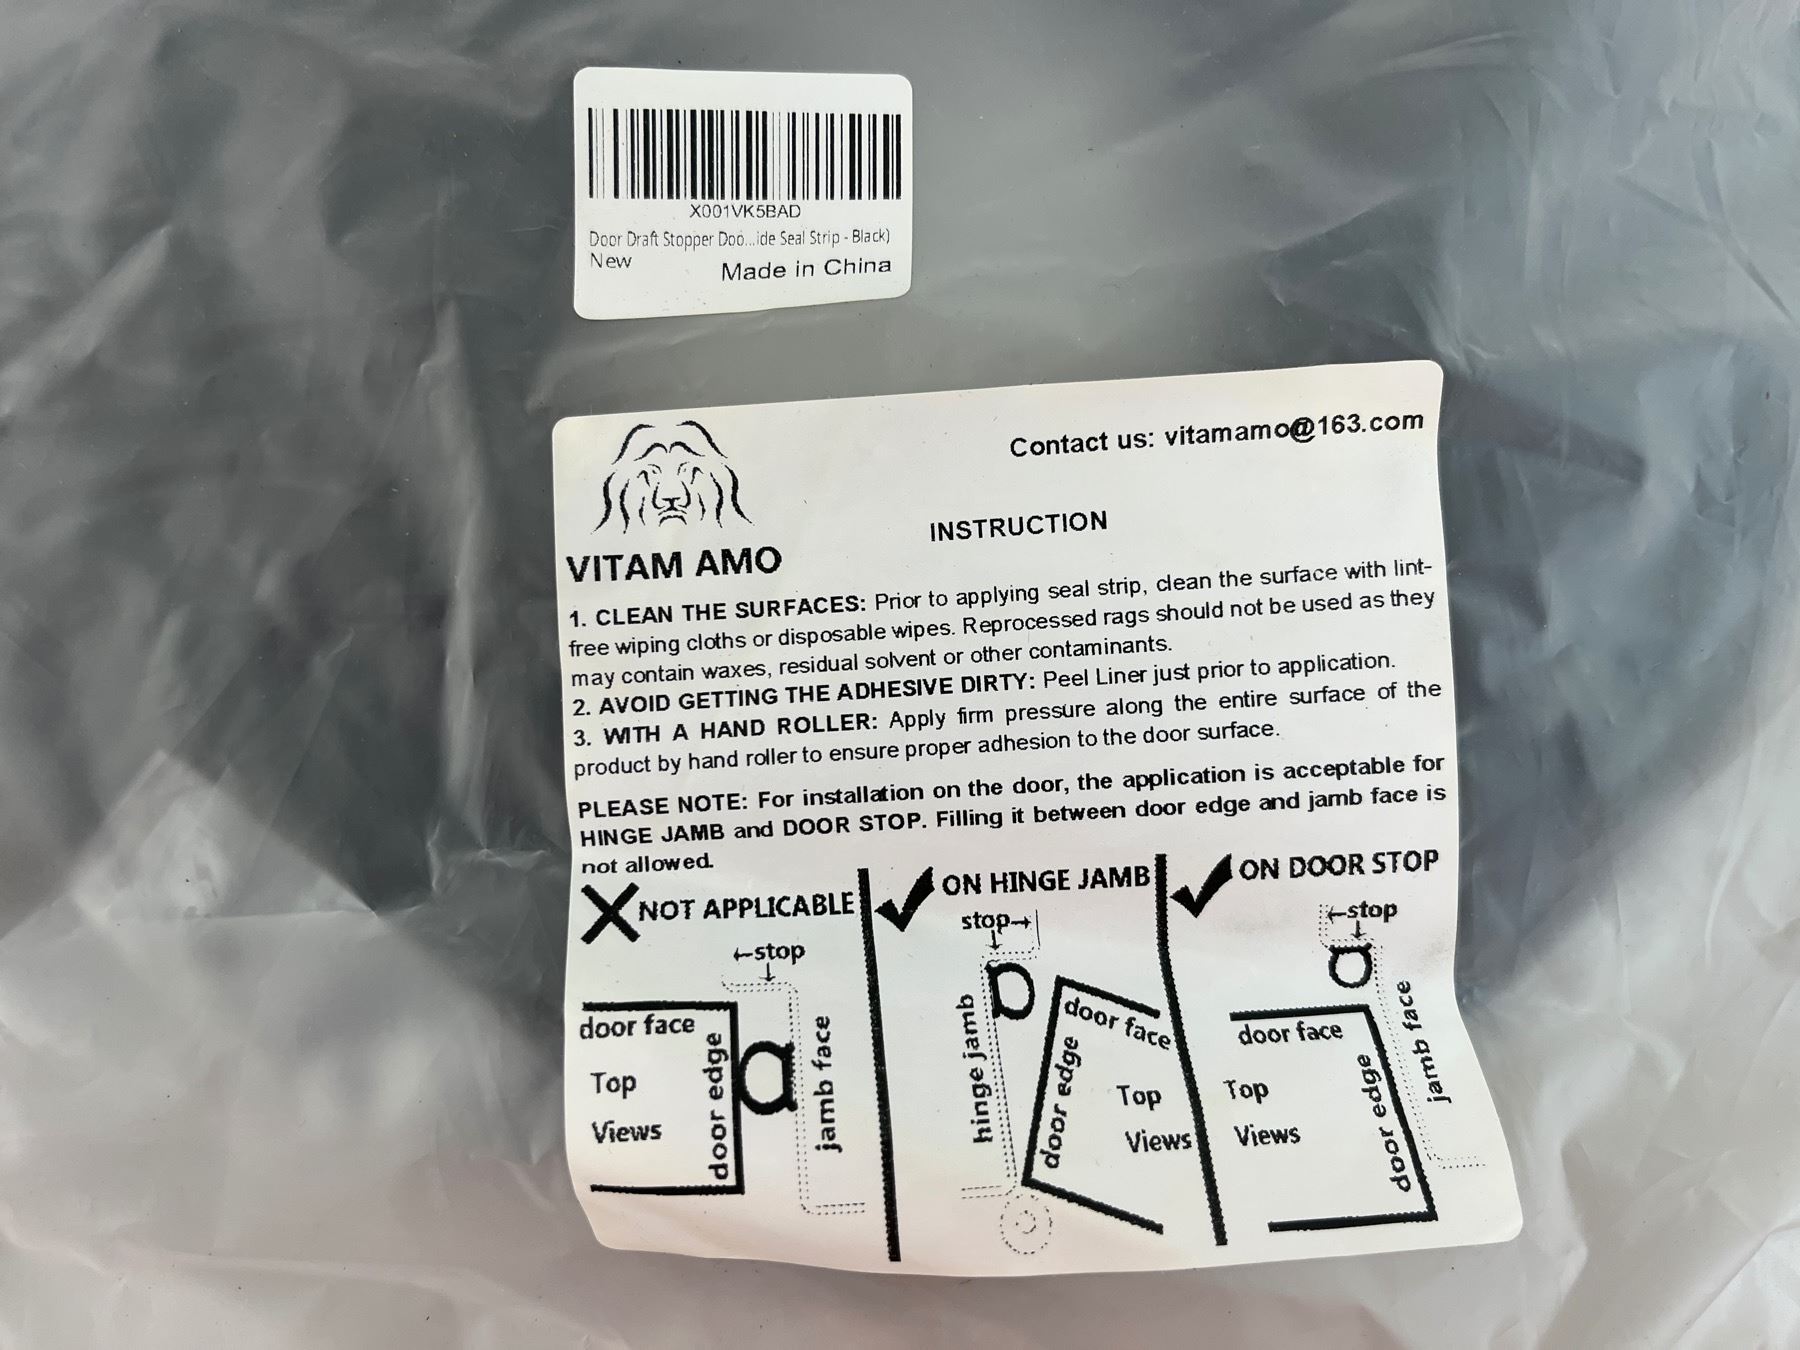 X001VK5BAD
Door Draft Stopper Doo...ide Seal Strip - Black)
New
Made in China
Contact us: vitamamo@163.com
INSTRUCTION
VITAM AMO
1. CLEAN THE SURFACES: Prior to applying seal strip, clean the surface with lint-
free wiping cloths or disposable wipes. Reprocessed rags should not be used as they
may contain waxes, residual solvent or other contaminants.
2. AVOID GETTING THE ADHESIVE DIRTY: Peel Liner just prior to application.
3. WITH A HAND ROLLER: Apply firm pressure along the entire surface of the
product by hand roller to ensure proper adhesion to the door surface.
PLEASE NOTE: For installation on the door, the application is acceptable for
HINGE JAMB and DOOR STOP. Filling it between door edge and jamb face is
not allowed.
NOT APPLICABLE
←stop
door face
Top
Views
door edge
jamb face
ON HINGE JAMB
stop→
hinge jamb
door face
door edge
Top
Views
ON DOOR STOP
←stop
door face
Top
Views
door edge
jamb face